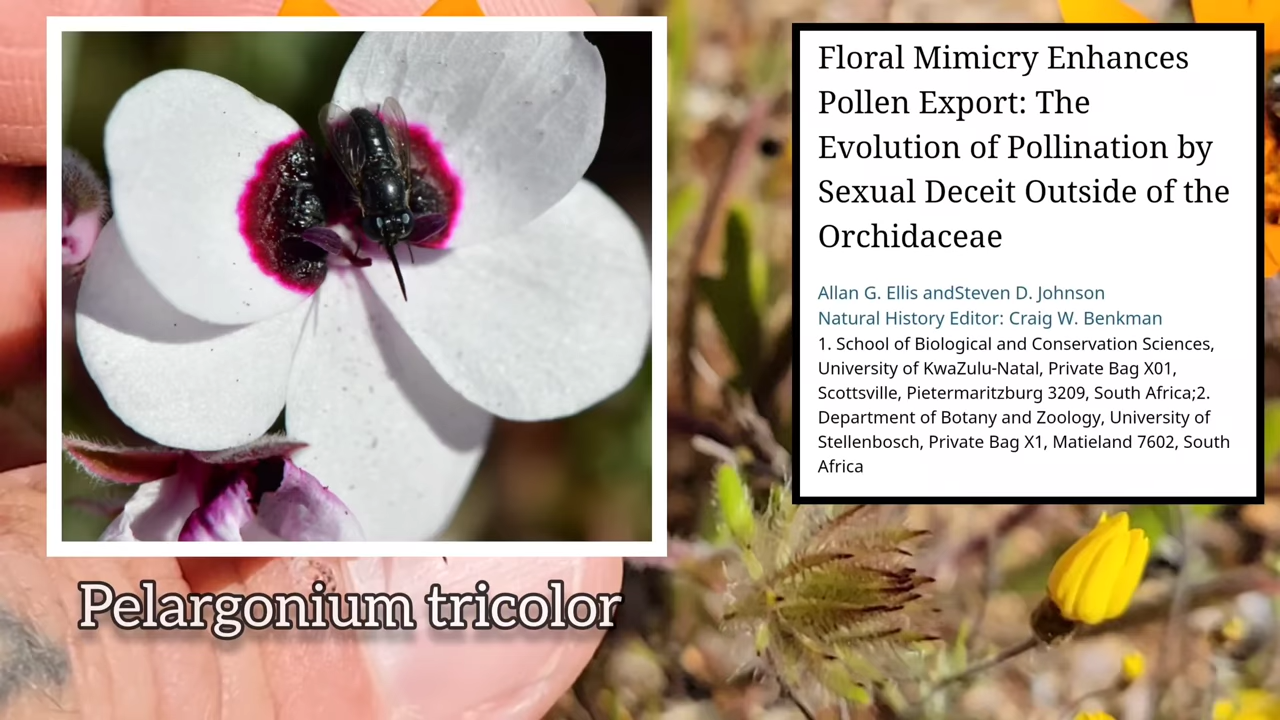 Floral Mimicry Enhances
Pollen Export: The
Evolution of Pollination by
Sexual Deceit Outside of the
Orchidaceae
Allan G. Ellis andSteven D. Johnson
Natural History Editor: Craig W. Benkman
1. School of Biological and Conservation Sciences,
University of KwaZulu-Natal, Private Bag X01,
Scottsville, Pietermaritzburg 3209, South Africa;2.
Department of Botany and Zoology, University of
Stellenbosch, Private Bag X1, Matieland 7602, South
Africa
Pelargonium tricolor